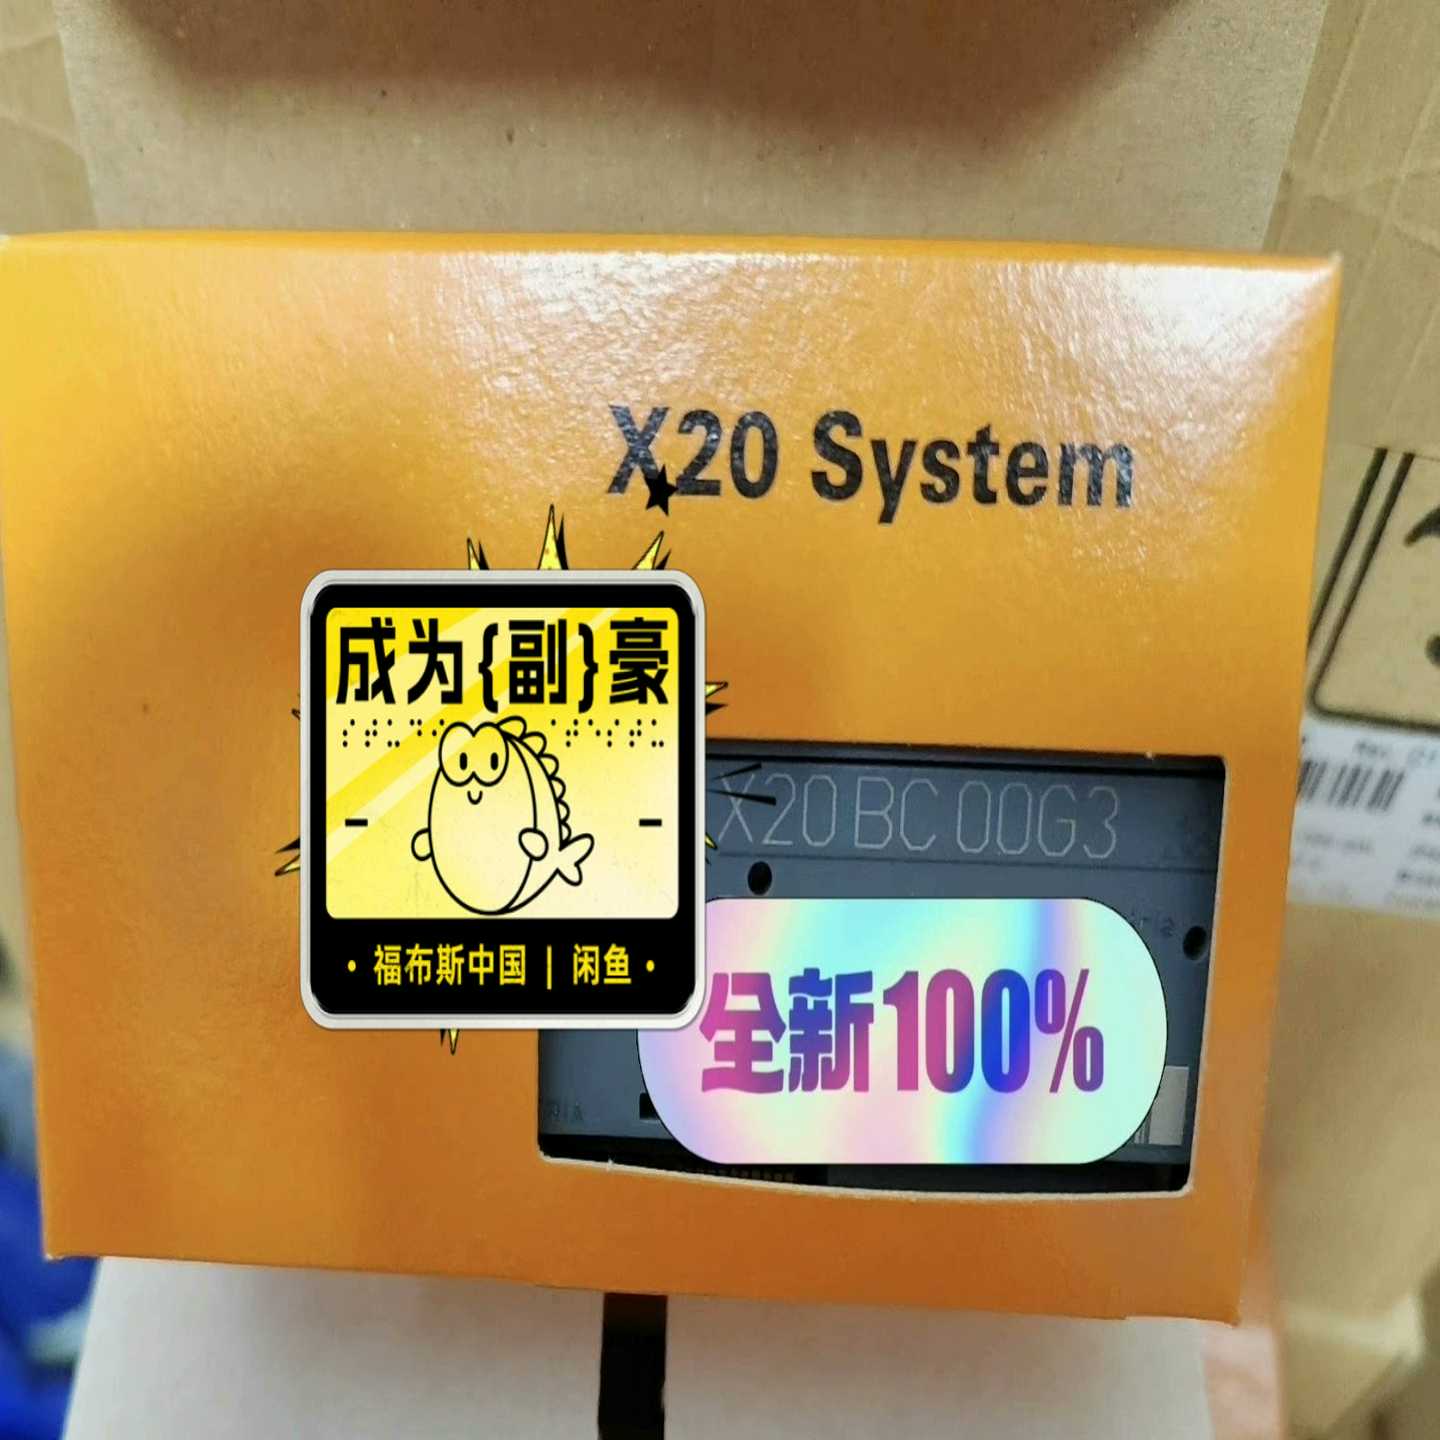 X20 System
成为{副}豪
• 福布斯中国 | 闲鱼 •
X20 BC 00G3
全新100%